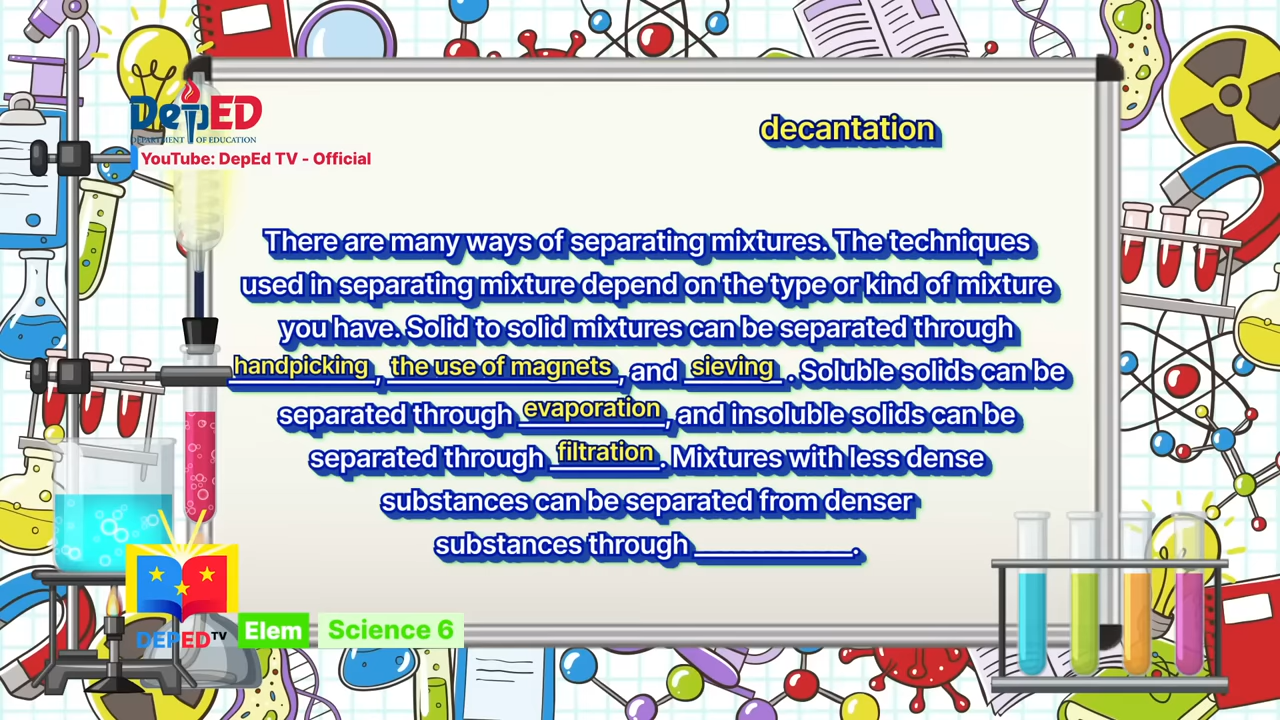 DepED
DEPARTMENT OF EDUCATION
YouTube: DepEd TV - Official
decantation
There are many ways of separating mixtures. The techniques
used in separating mixture depend on the type or kind of mixture
you have. Solid to solid mixtures can be separated through
handpicking, the use of magnets, and sieving. Soluble solids can be
separated through evaporation, and insoluble solids can be
separated through filtration. Mixtures with less dense
substances can be separated from denser
substances through ___________.
DEPED TV
Elem Science 6